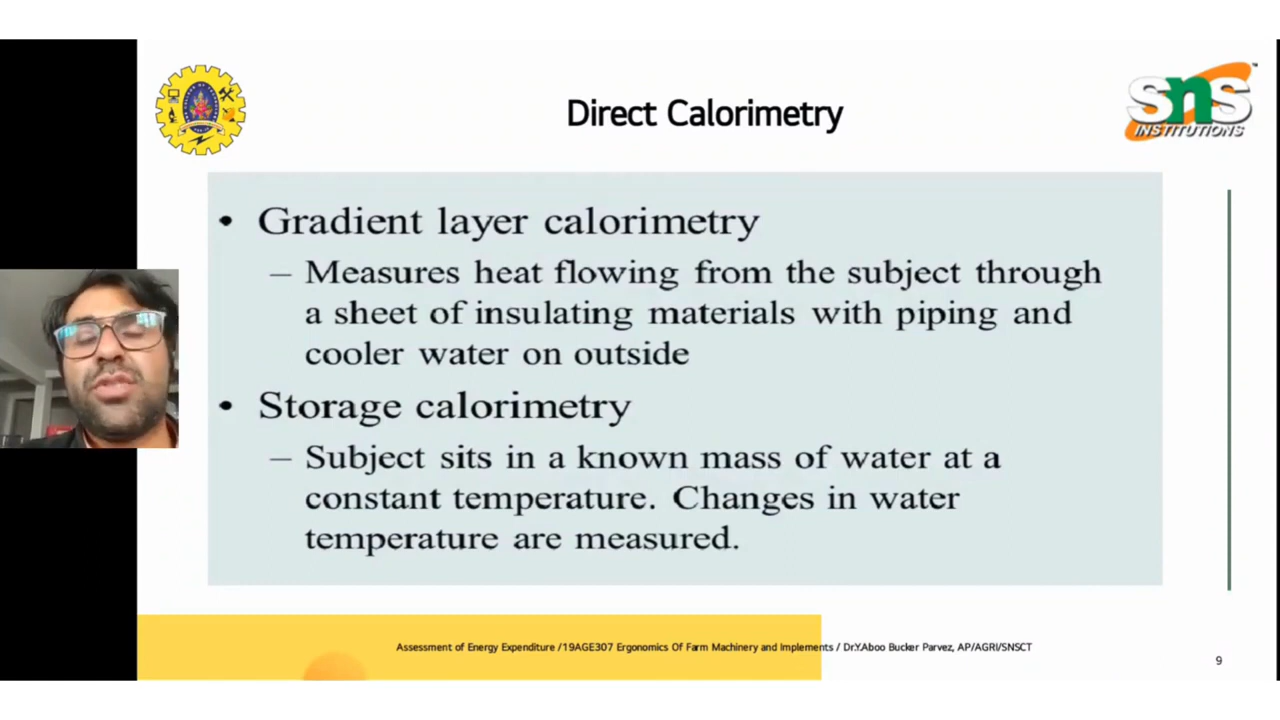 Direct Calorimetry
SNS
INSTITUTIONS
• Gradient layer calorimetry
– Measures heat flowing from the subject through
a sheet of insulating materials with piping and
cooler water on outside
• Storage calorimetry
– Subject sits in a known mass of water at a
constant temperature. Changes in water
temperature are measured.
Assessment of Energy Expenditure /19AGE307 Ergonomics Of Farm Machinery and Implements / Dr.Y.Aboo Bucker Parvez, AP/AGRI/SNSCT
9